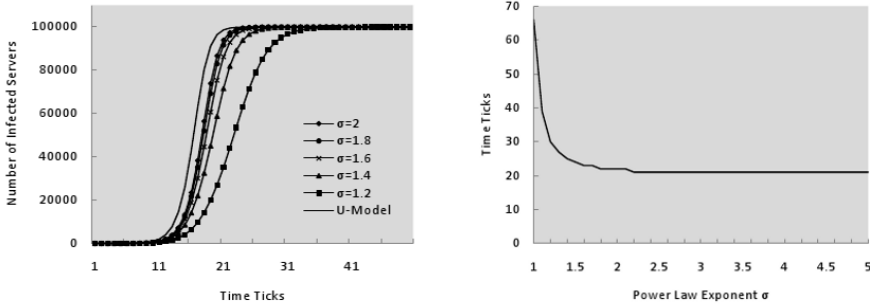 Number of Infected Servers
100000
80000
60000
40000
20000
0
1
11
21
31
41
Time Ticks
σ=2
σ=1.8
σ=1.6
σ=1.4
σ=1.2
U-Model
Time Ticks
70
60
50
40
30
20
10
0
1
1.5
2
2.5
3
3.5
4
4.5
5
Power Law Exponent σ